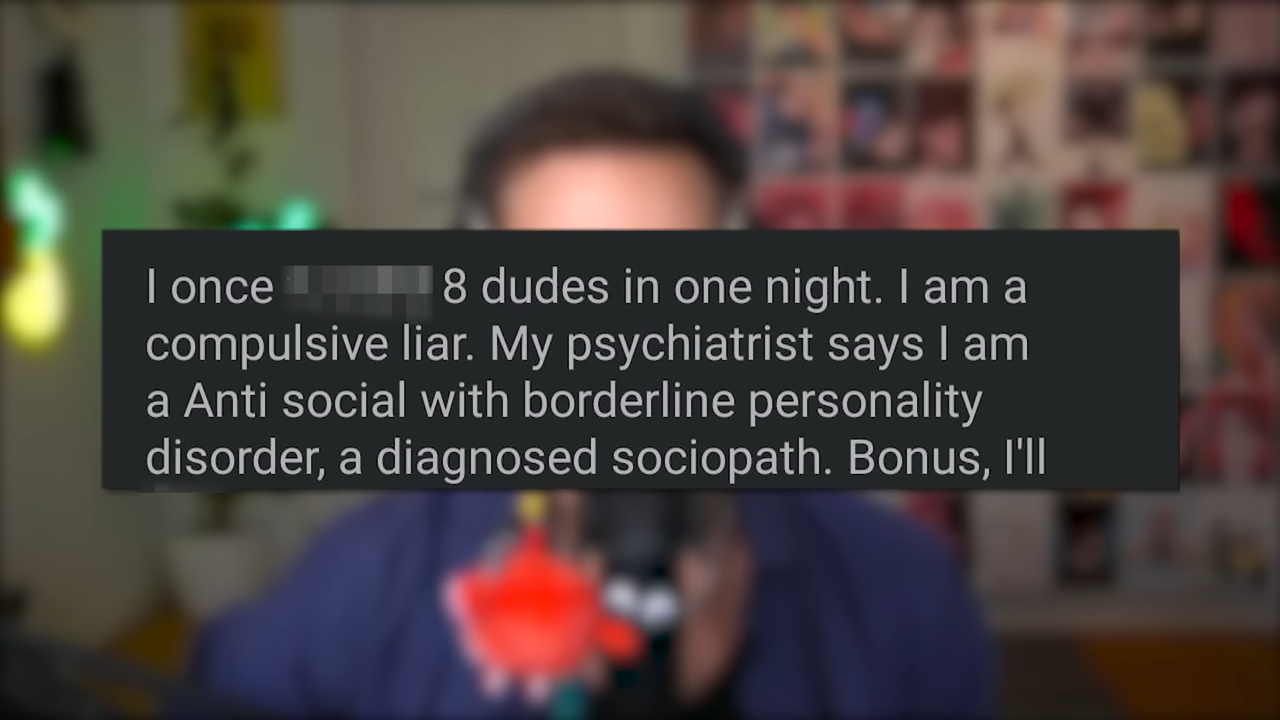 I once 8 dudes in one night. I am a
compulsive liar. My psychiatrist says I am
a Anti social with borderline personality
disorder, a diagnosed sociopath. Bonus, I'll